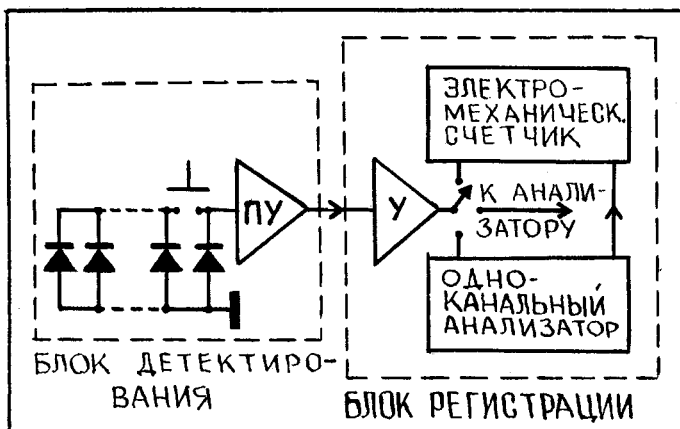 ЭЛЕКТРО-
МЕХАНИЧЕСК.
СЧЕТЧИК
ПУ
У
К АНАЛИ-
ЗАТОРУ
ОДНО-
КАНАЛЬНЫЙ
АНАЛИЗАТОР
БЛОК ДЕТЕКТИРО-
ВАНИЯ
БЛОК РЕГИСТРАЦИИ